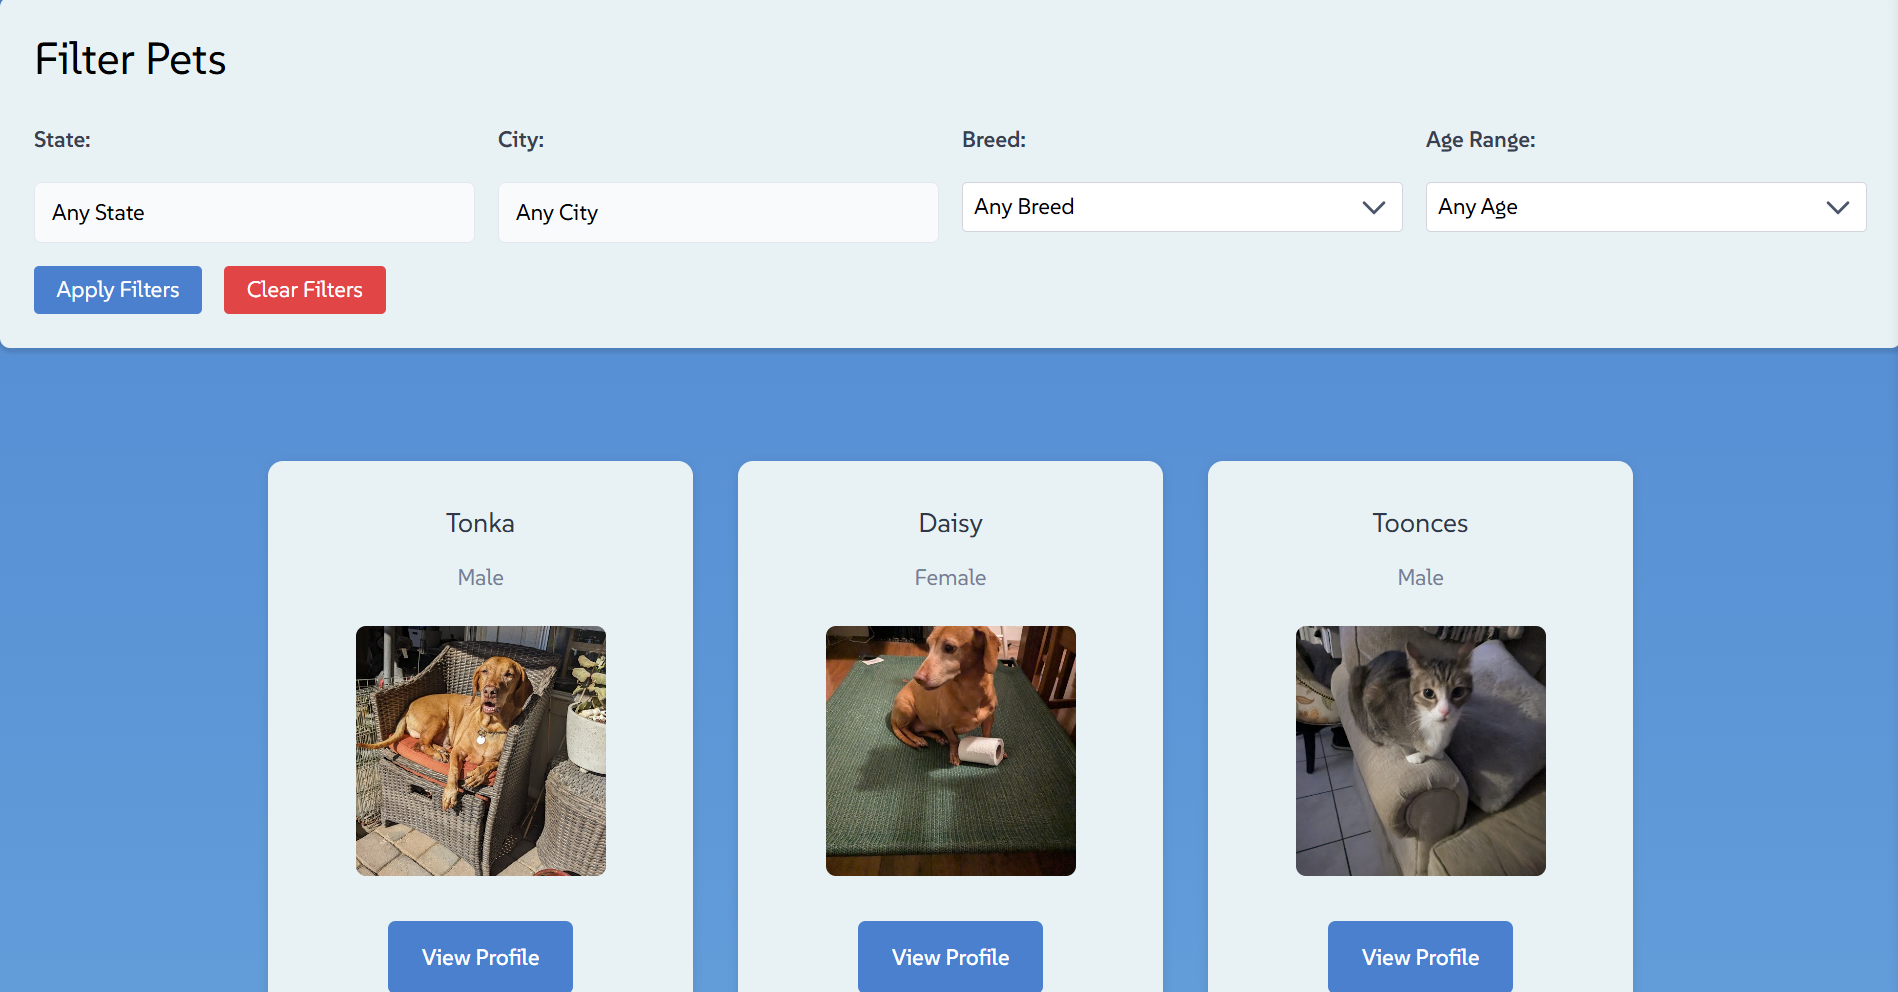 Filter Pets
State: City: Breed: Age Range:
Any State Any City Any Breed Any Age
Apply Filters Clear Filters
Tonka Daisy Toonces
Male Female Male
View Profile View Profile View Profile